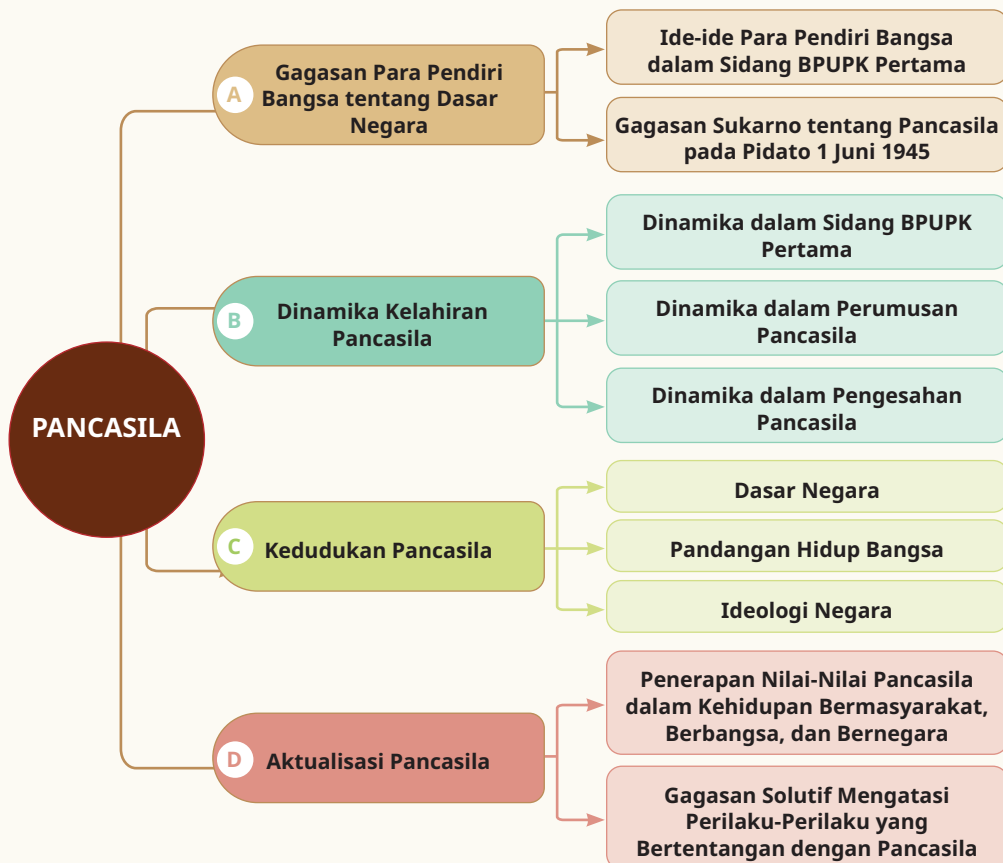 PANCASILA
A
Gagasan Para Pendiri
Bangsa tentang Dasar
Negara
Ide-ide Para Pendiri Bangsa
dalam Sidang BPUPK Pertama
Gagasan Sukarno tentang Pancasila
pada Pidato 1 Juni 1945
B
Dinamika Kelahiran
Pancasila
Dinamika dalam Sidang BPUPK
Pertama
Dinamika dalam Perumusan
Pancasila
Dinamika dalam Pengesahan
Pancasila
C
Kedudukan Pancasila
Dasar Negara
Pandangan Hidup Bangsa
Ideologi Negara
D
Aktualisasi Pancasila
Penerapan Nilai-Nilai Pancasila
dalam Kehidupan Bermasyarakat,
Berbangsa, dan Bernegara
Gagasan Solutif Mengatasi
Perilaku-Perilaku yang
Bertentangan dengan Pancasila